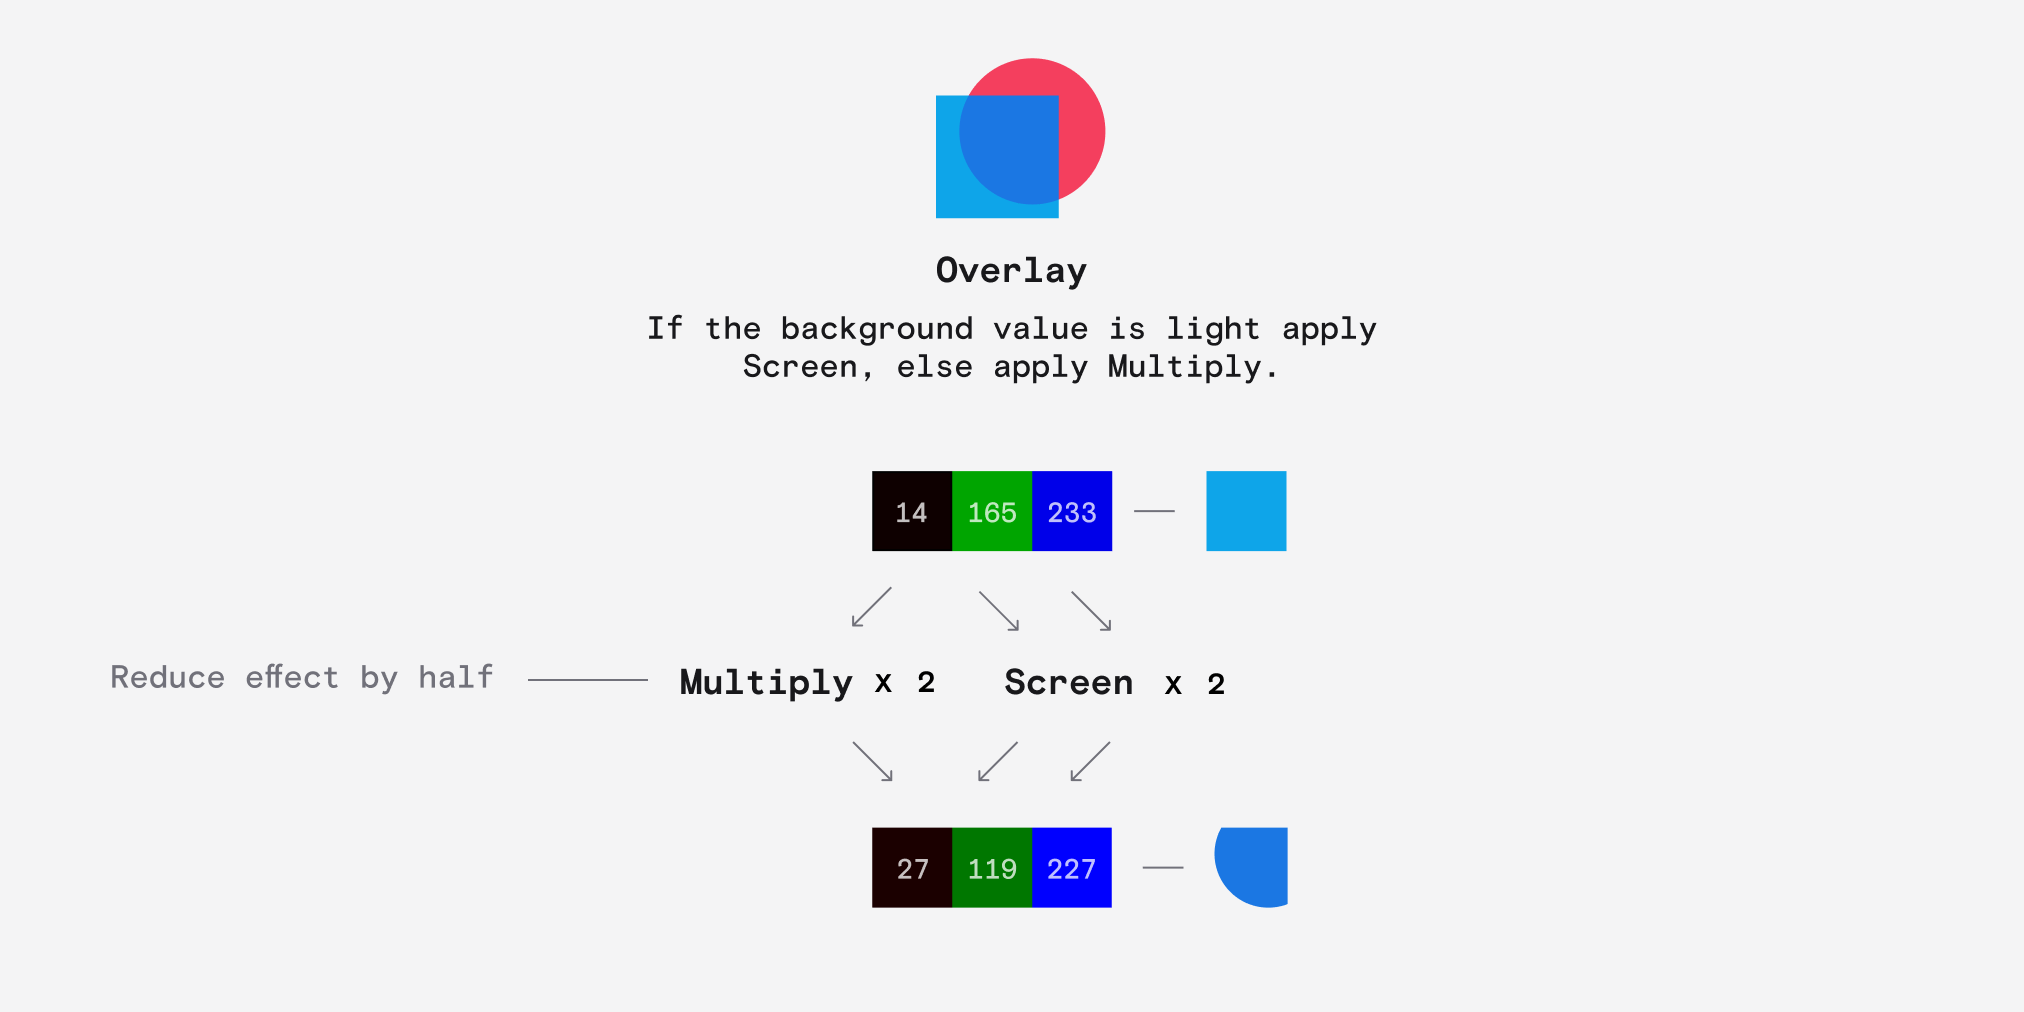 Overlay
If the background value is light apply
Screen, else apply Multiply.
14 165 233
Reduce effect by half Multiply x 2 Screen x 2
27 119 227